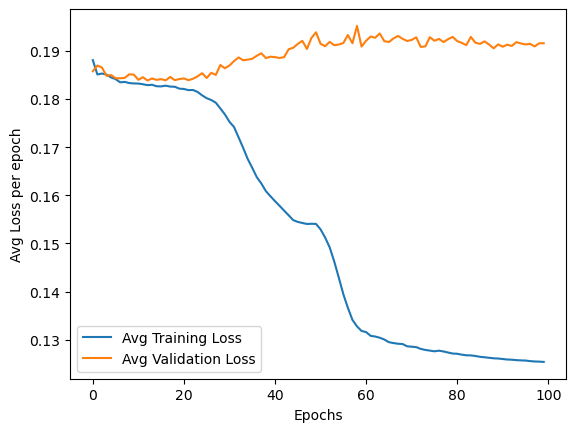 0.19
0.18
0.17
0.16
0.15
0.14
0.13
Avg Loss per epoch
Avg Training Loss
Avg Validation Loss
0 20 40 60 80 100
Epochs